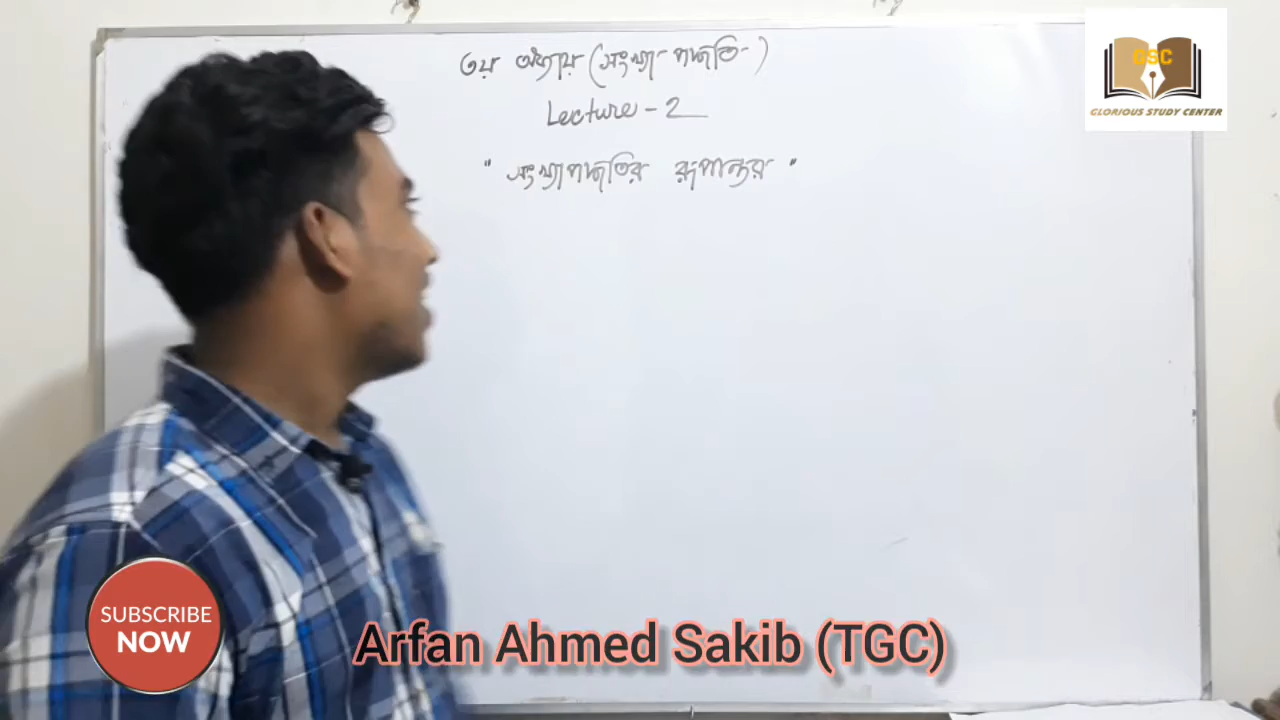 ৩য় অধ্যায় (সংখ্যা পদ্ধতি)
Lecture - 2
" সংখ্যাপদ্ধতির রূপান্তর "
GSC
GLORIOUS STUDY CENTER
SUBSCRIBE
NOW
Arfan Ahmed Sakib (TGC)